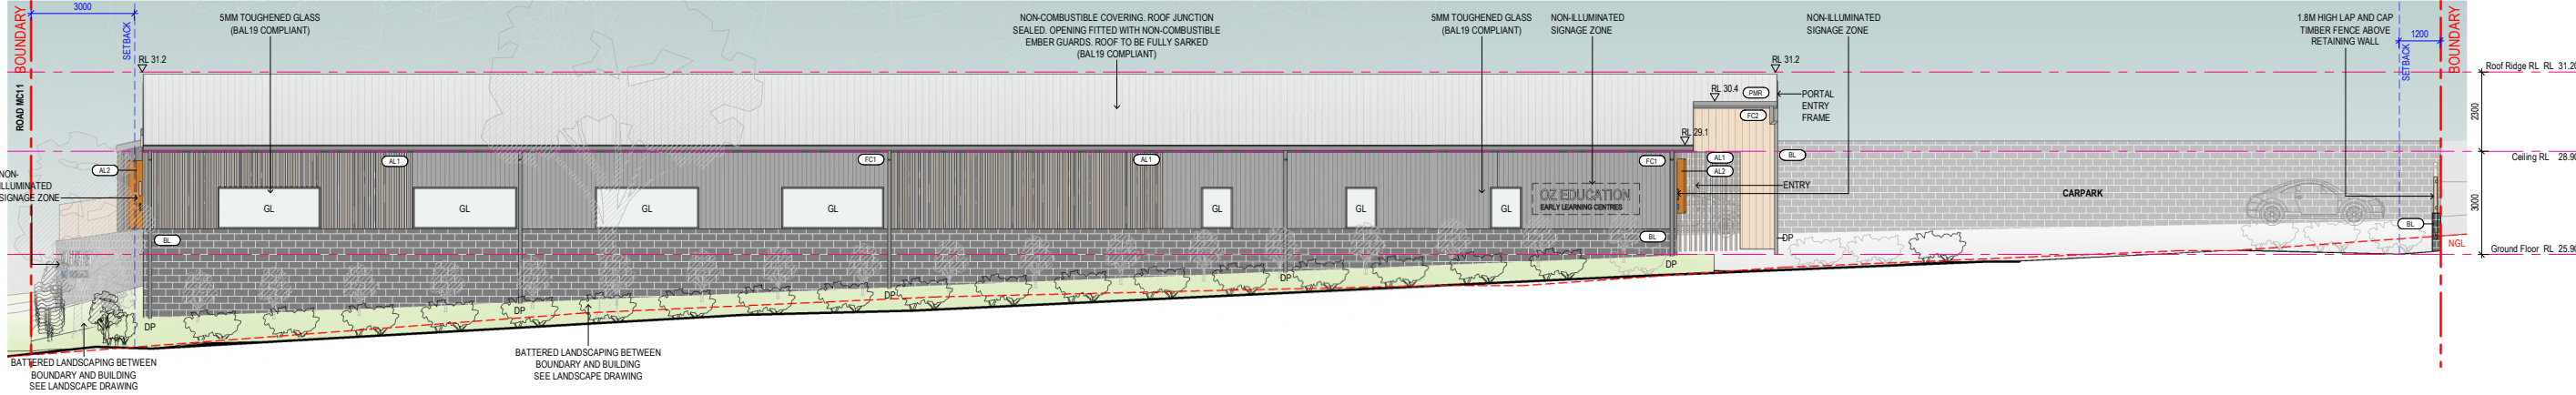 3000
BOUNDARY
SETBACK
ROAD MC11
5MM TOUGHENED GLASS
(BAL19 COMPLIANT)
NON-COMBUSTIBLE COVERING. ROOF JUNCTION
SEALED. OPENING FITTED WITH NON-COMBUSTIBLE
EMBER GUARDS. ROOF TO BE FULLY SARKED
(BAL19 COMPLIANT)
5MM TOUGHENED GLASS
(BAL19 COMPLIANT)
NON-ILLUMINATED
SIGNAGE ZONE
NON-ILLUMINATED
SIGNAGE ZONE
1.8M HIGH LAP AND CAP
TIMBER FENCE ABOVE
RETAINING WALL
1200
SETBACK
BOUNDARY
RL 31.2
RL 31.2
Roof Ridge RL RL 31.20
RL 30.4
PMR
PORTAL
ENTRY
FRAME
FC2
2300
RL 29.1
AL1
FC1
AL1
FC1
AL1
BL
Ceiling RL 28.90
AL2
AL2
NON-
ILLUMINATED
SIGNAGE ZONE
ENTRY
CARPARK
OZ EDUCATION
EARLY LEARNING CENTRES
GL
GL
GL
GL
GL
GL
GL
3000
BL
BL
BL
DP
NGL
Ground Floor RL 25.90
DP
DP
DP
DP
DP
BATTERED LANDSCAPING BETWEEN
BOUNDARY AND BUILDING
SEE LANDSCAPE DRAWING
BATTERED LANDSCAPING BETWEEN
BOUNDARY AND BUILDING
SEE LANDSCAPE DRAWING